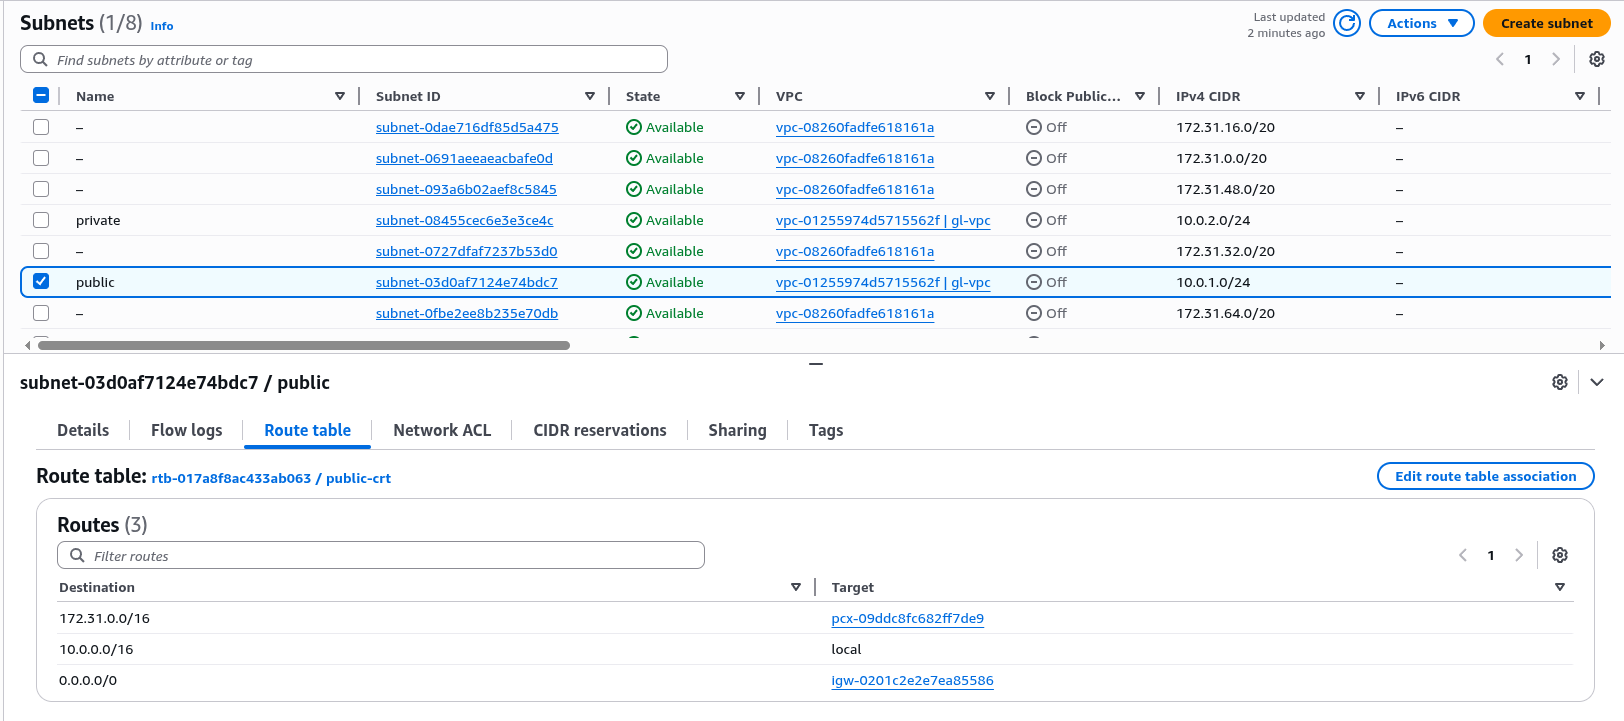 Subnets (1/8) Info
Last updated
2 minutes ago
Actions
Create subnet
Find subnets by attribute or tag
1
Name Subnet ID State VPC Block Public... IPv4 CIDR IPv6 CIDR
– subnet-0dae716df85d5a475 Available vpc-08260fadfe618161a Off 172.31.16.0/20 –
– subnet-0691aeeaeacbafe0d Available vpc-08260fadfe618161a Off 172.31.0.0/20 –
– subnet-093a6b02aef8c5845 Available vpc-08260fadfe618161a Off 172.31.48.0/20 –
private subnet-08455cec6e3e3ce4c Available vpc-01255974d5715562f | gl-vpc Off 10.0.2.0/24 –
– subnet-0727dfaf7237b53d0 Available vpc-08260fadfe618161a Off 172.31.32.0/20 –
public subnet-03d0af7124e74bdc7 Available vpc-01255974d5715562f | gl-vpc Off 10.0.1.0/24 –
– subnet-0fbe2ee8b235e70db Available vpc-08260fadfe618161a Off 172.31.64.0/20 –
subnet-03d0af7124e74bdc7 / public
Details Flow logs Route table Network ACL CIDR reservations Sharing Tags
Route table: rtb-017a8f8ac433ab063 / public-crt
Edit route table association
Routes (3)
Filter routes
1
Destination Target
172.31.0.0/16 pcx-09ddc8fc682ff7de9
10.0.0.0/16 local
0.0.0.0/0 igw-0201c2e2e7ea85586